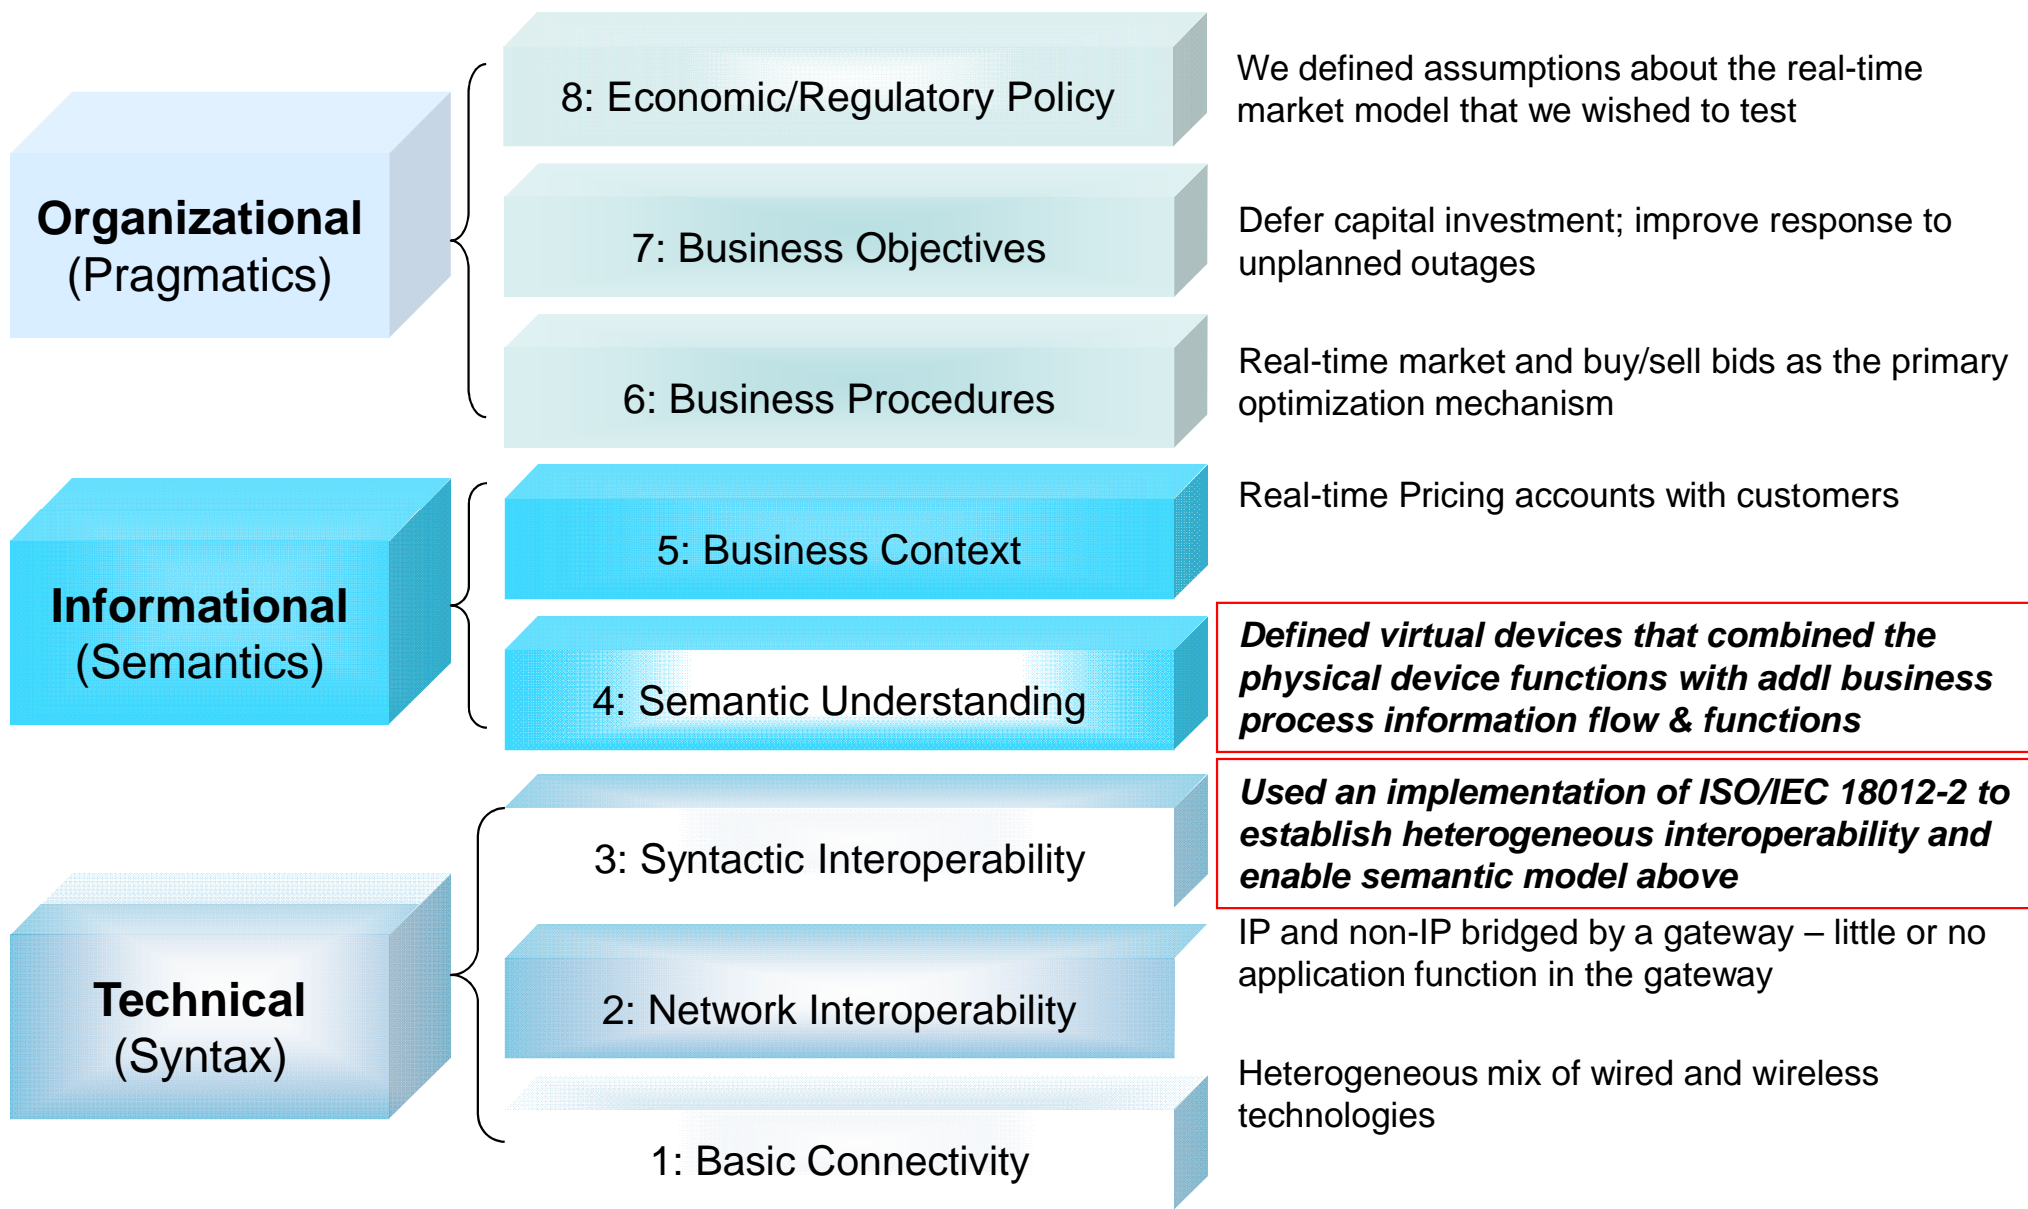 Organizational
(Pragmatics)
8: Economic/Regulatory Policy
We defined assumptions about the real-time
market model that we wished to test
7: Business Objectives
Defer capital investment; improve response to
unplanned outages
6: Business Procedures
Real-time market and buy/sell bids as the primary
optimization mechanism
Informational
(Semantics)
5: Business Context
Real-time Pricing accounts with customers
4: Semantic Understanding
Defined virtual devices that combined the
physical device functions with addl business
process information flow & functions
Technical
(Syntax)
3: Syntactic Interoperability
Used an implementation of ISO/IEC 18012-2 to
establish heterogeneous interoperability and
enable semantic model above
2: Network Interoperability
IP and non-IP bridged by a gateway – little or no
application function in the gateway
1: Basic Connectivity
Heterogeneous mix of wired and wireless
technologies